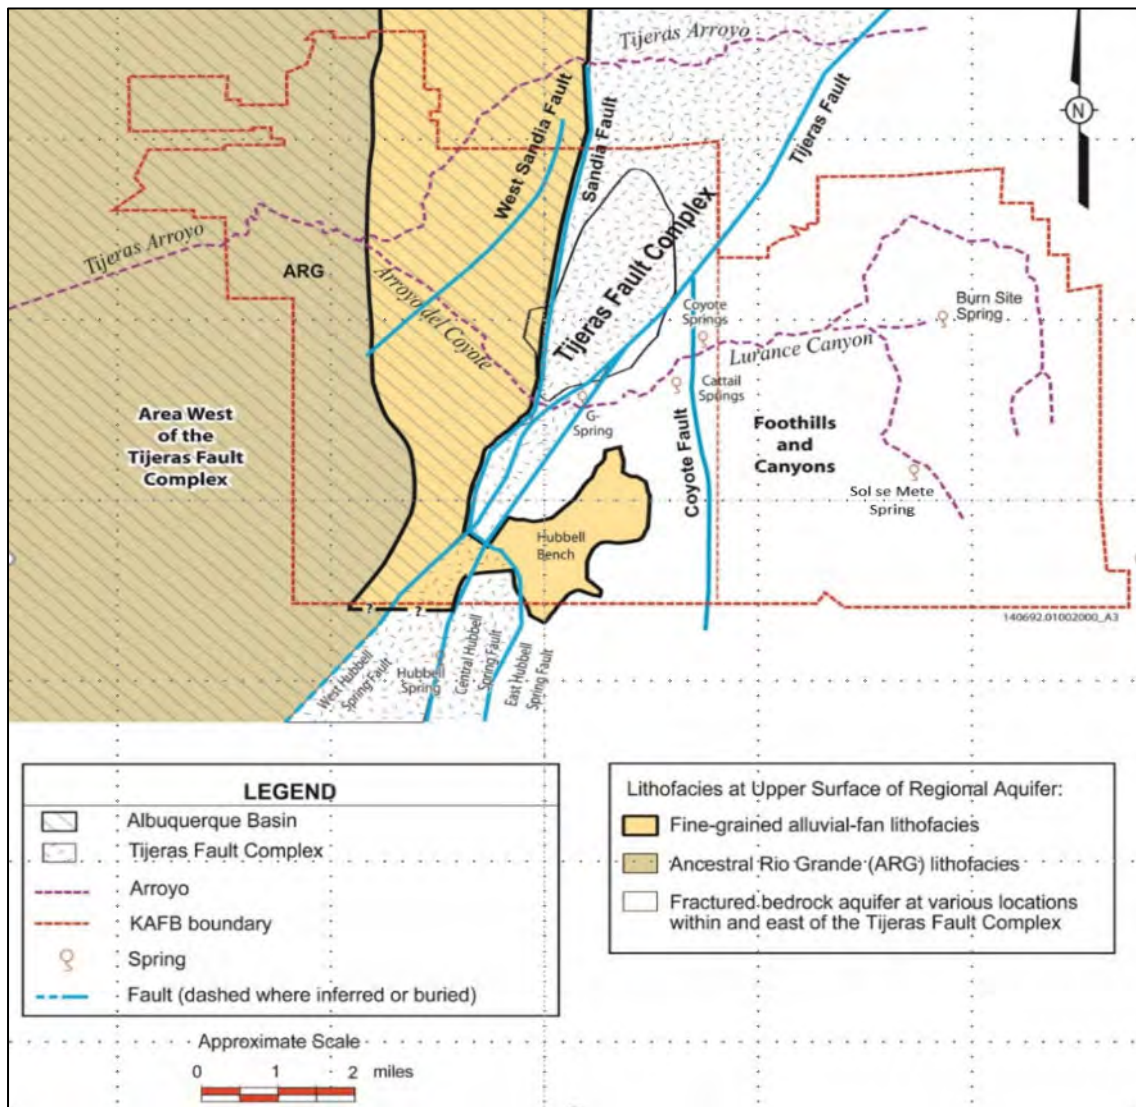 Tijeras Arroyo
Tijeras Fault
N
West Sandia Fault
Sandia Fault
Tijeras Fault Complex
Tijeras Arroyo
ARG
Arroyo del Coyote
Coyote
Springs
Burn Site
Spring
Lurance Canyon
Cattail
Springs
G-
Spring
Area West
of the
Tijeras Fault
Complex
Foothills
and
Canyons
Coyote Fault
Sol se Mete
Spring
Hubbell
Bench
?
?
140692.01002000_A3
West Hubbell
Spring Fault
Hubbell
Spring
Central Hubbell
Spring Fault
East Hubbell
Spring Fault
LEGEND
Albuquerque Basin
Tijeras Fault Complex
Arroyo
KAFB boundary
Spring
Fault (dashed where inferred or buried)
Lithofacies at Upper Surface of Regional Aquifer:
Fine-grained alluvial-fan lithofacies
Ancestral Rio Grande (ARG) lithofacies
Fractured bedrock aquifer at various locations
within and east of the Tijeras Fault Complex
Approximate Scale
0 1 2 miles